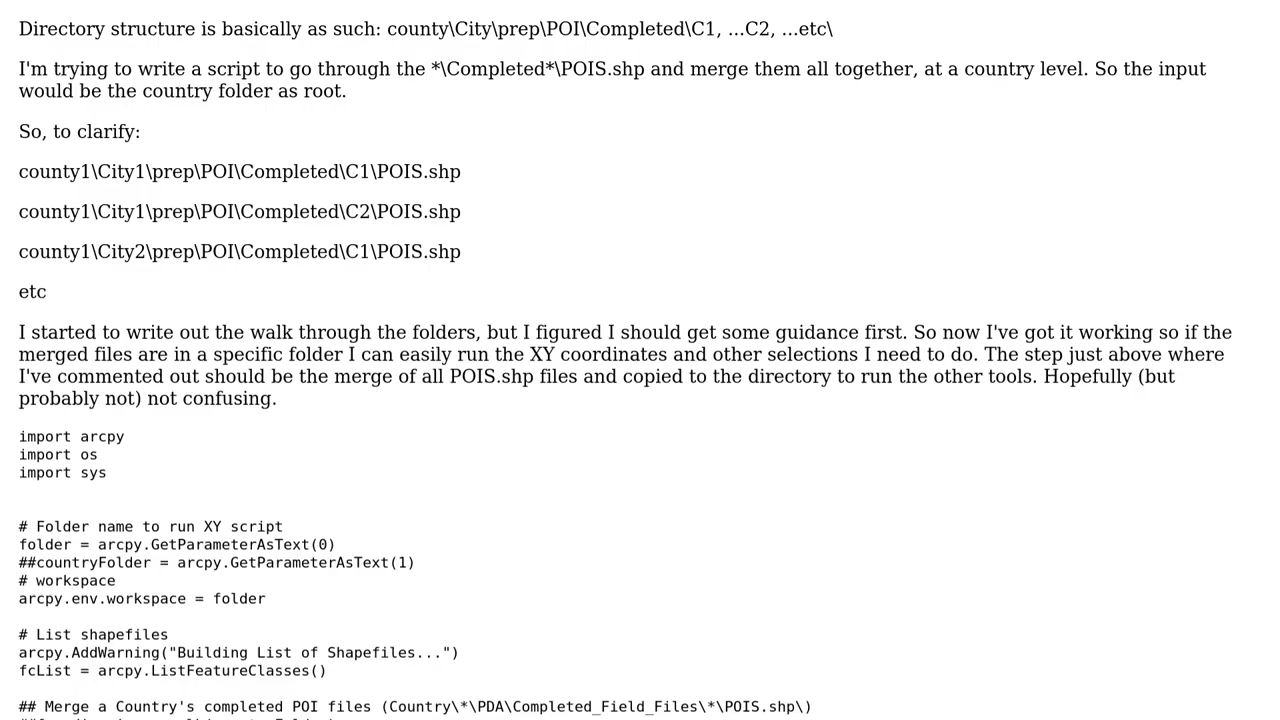 Directory structure is basically as such: county\City\prep\POI\Completed\C1, ...C2, ...etc\
I'm trying to write a script to go through the *\Completed*\POIS.shp and merge them all together, at a country level. So the input
would be the country folder as root.
So, to clarify:
county1\City1\prep\POI\Completed\C1\POIS.shp
county1\City1\prep\POI\Completed\C2\POIS.shp
county1\City2\prep\POI\Completed\C1\POIS.shp
etc
I started to write out the walk through the folders, but I figured I should get some guidance first. So now I've got it working so if the
merged files are in a specific folder I can easily run the XY coordinates and other selections I need to do. The step just above where
I've commented out should be the merge of all POIS.shp files and copied to the directory to run the other tools. Hopefully (but
probably not) not confusing.
import arcpy
import os
import sys
# Folder name to run XY script
folder = arcpy.GetParameterAsText(0)
##countryFolder = arcpy.GetParameterAsText(1)
# workspace
arcpy.env.workspace = folder
# List shapefiles
arcpy.AddWarning("Building List of Shapefiles...")
fcList = arcpy.ListFeatureClasses()
## Merge a Country's completed POI files (Country\*\PDA\Completed_Field_Files\*\POIS.shp\)